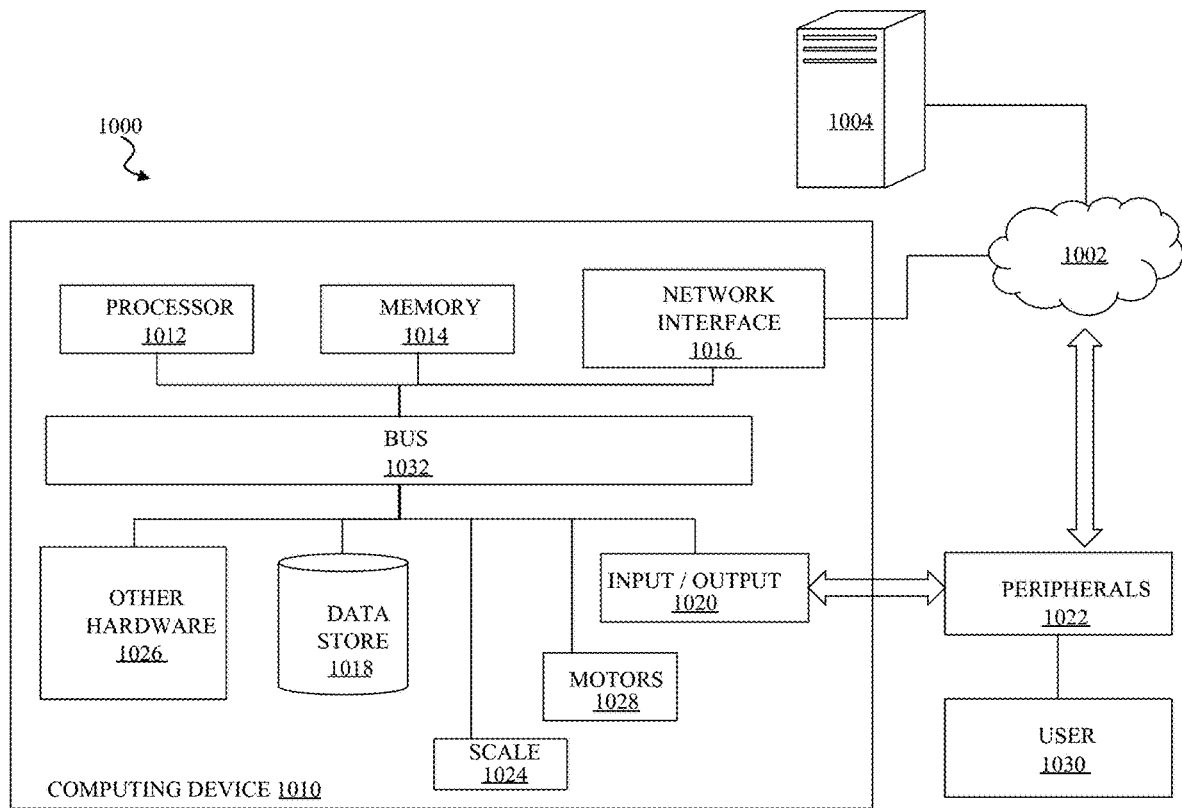 1004
1000
1002
PROCESSOR
1012
MEMORY
1014
NETWORK
INTERFACE
1016
BUS
1032
OTHER
HARDWARE
1026
DATA
STORE
1018
INPUT / OUTPUT
1020
PERIPHERALS
1022
MOTORS
1028
SCALE
1024
USER
1030
COMPUTING DEVICE 1010